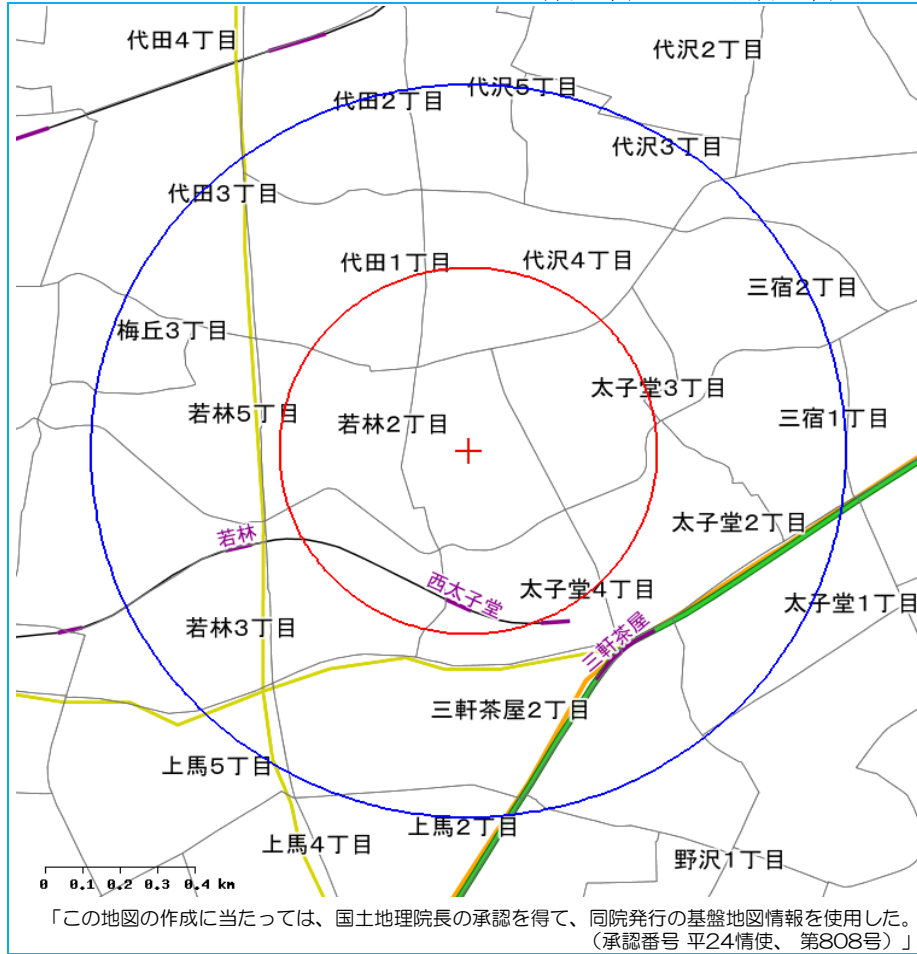 代田4丁目
代沢2丁目
代田2丁目
代沢5丁目
代沢3丁目
代田3丁目
代田1丁目
代沢4丁目
三宿2丁目
梅丘3丁目
太子堂3丁目
若林5丁目
若林2丁目
三宿1丁目
太子堂2丁目
若林
西太子堂
太子堂4丁目
太子堂1丁目
若林3丁目
三軒茶屋
三軒茶屋2丁目
上馬5丁目
上馬2丁目
上馬4丁目
野沢1丁目
0 0.1 0.2 0.3 0.4 km
「この地図の作成に当たっては、国土地理院長の承認を得て、同院発行の基盤地図情報を使用した。
（承認番号 平24情使、 第808号）」